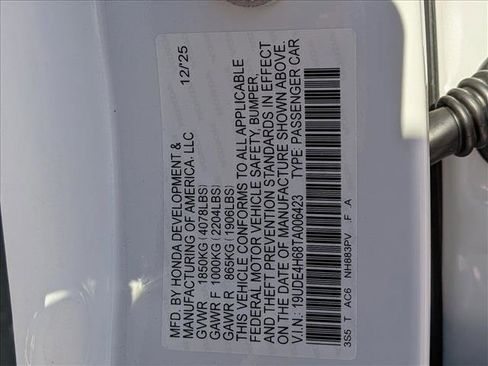 MFD. BY HONDA DEVELOPMENT & 12/'25
MANUFACTURING OF AMERICA, LLC
GVWR 1850KG (4078LBS)
GAWR F 1000KG (2204LBS)
GAWR R 865KG (1906LBS)
THIS VEHICLE CONFORMS TO ALL APPLICABLE
FEDERAL MOTOR VEHICLE SAFETY, BUMPER,
AND THEFT PREVENTION STANDARDS IN EFFECT
ON THE DATE OF MANUFACTURE SHOWN ABOVE.
V.I.N.: 19UDE4H68TA006423 TYPE: PASSENGER CAR
3S5 T AC6 NH883PV .F .A